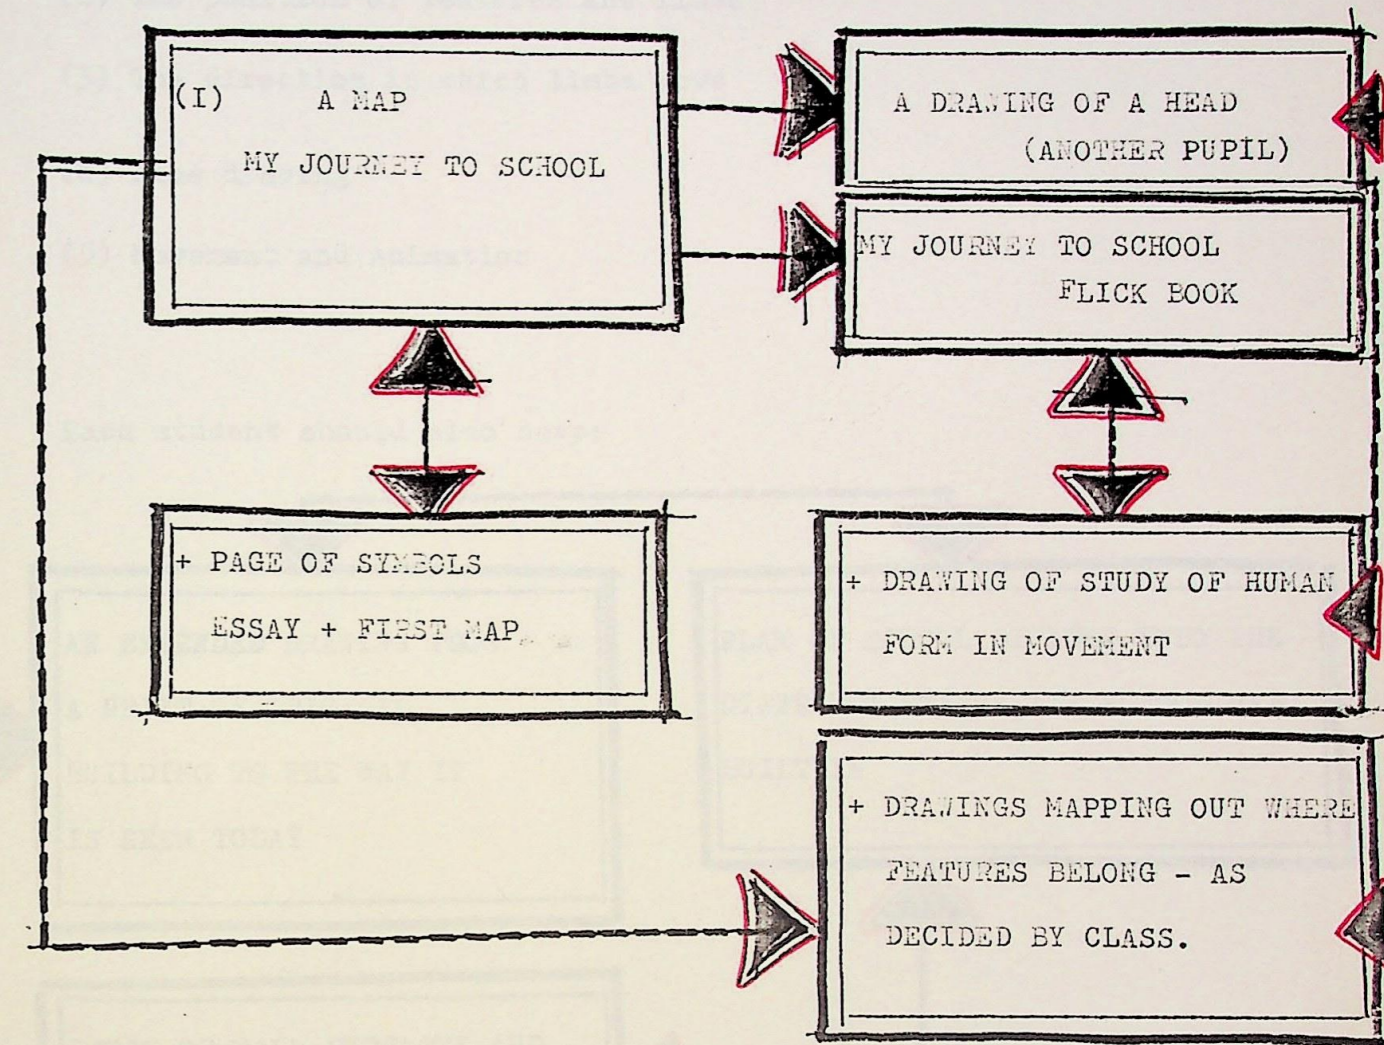 (I) A MAP
MY JOURNEY TO SCHOOL
A DRAWING OF A HEAD
(ANOTHER PUPIL)
MY JOURNEY TO SCHOOL
FLICK BOOK
+ PAGE OF SYMBOLS
ESSAY + FIRST MAP
+ DRAWING OF STUDY OF HUMAN
FORM IN MOVEMENT
+ DRAWINGS MAPPING OUT WHERE
FEATURES BELONG - AS
DECIDED BY CLASS.